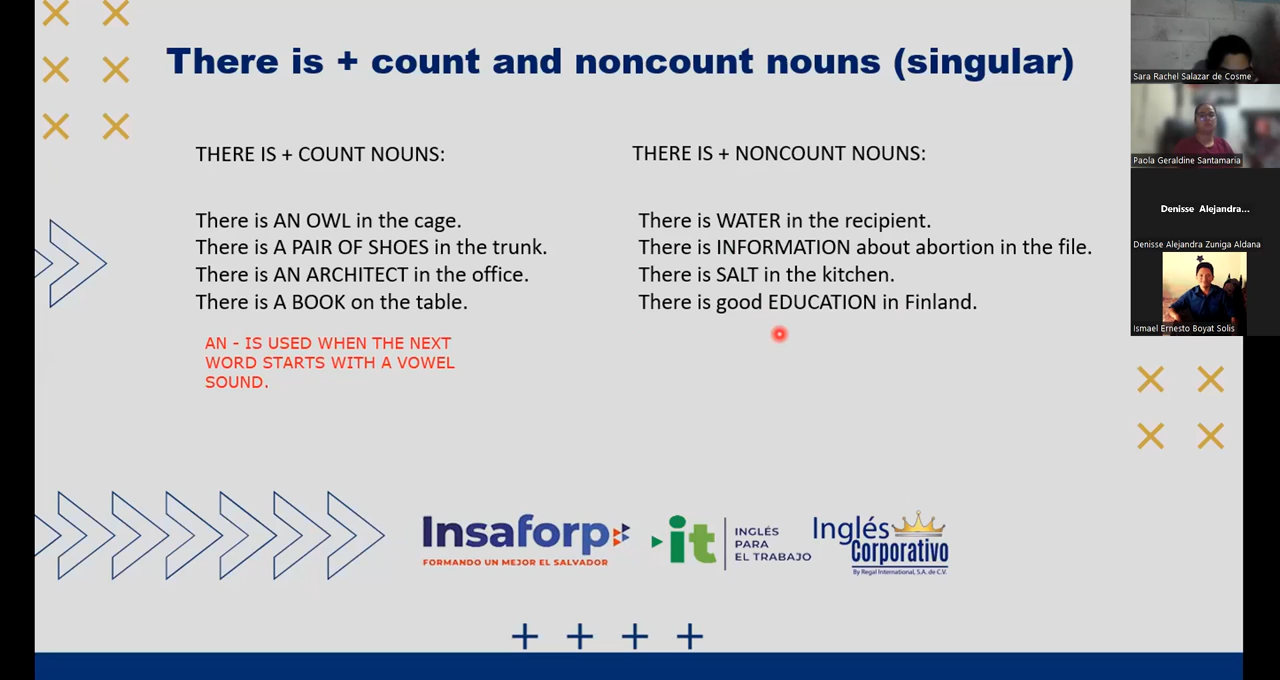 There is + count and noncount nouns (singular)
THERE IS + COUNT NOUNS:
There is AN OWL in the cage.
There is A PAIR OF SHOES in the trunk.
There is AN ARCHITECT in the office.
There is A BOOK on the table.
AN - IS USED WHEN THE NEXT
WORD STARTS WITH A VOWEL
SOUND.
THERE IS + NONCOUNT NOUNS:
There is WATER in the recipient.
There is INFORMATION about abortion in the file.
There is SALT in the kitchen.
There is good EDUCATION in Finland.
Sara Rachel Salazar de Cosme
Paola Geraldine Santamaria
Denisse Alejandra...
Denisse Alejandra Zuniga Aldana
Ismael Ernesto Boyat Solis
Insaforp
FORMANDO UN MEJOR EL SALVADOR
it
INGLÉS
PARA
EL TRABAJO
Inglés
Corporativo
By Regal International, S.A. de C.V.